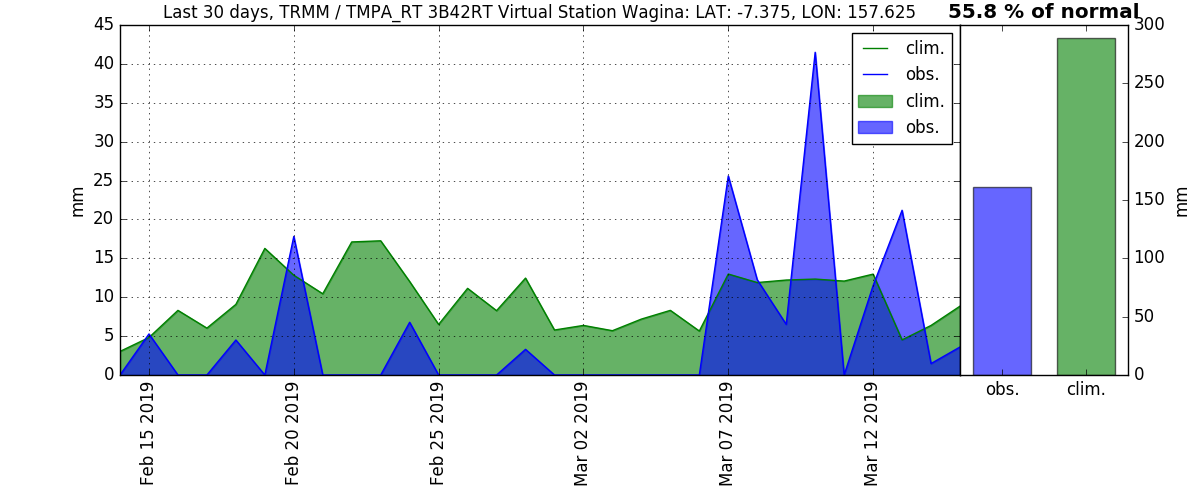 Last 30 days, TRMM / TMPA_RT 3B42RT Virtual Station Wagina: LAT: -7.375, LON: 157.625
55.8 % of normal
mm
45
40
35
30
25
20
15
10
5
0
clim.
obs.
clim.
obs.
Feb 15 2019
Feb 20 2019
Feb 25 2019
Mar 02 2019
Mar 07 2019
Mar 12 2019
300
250
200
150
100
50
0
mm
obs.
clim.